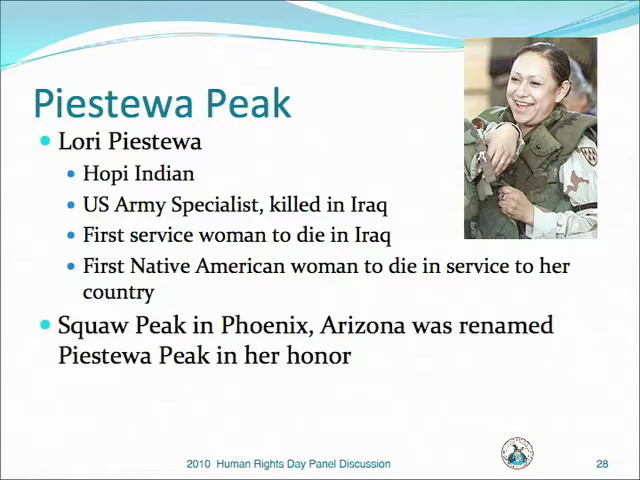 Piestewa Peak
Lori Piestewa
Hopi Indian
US Army Specialist, killed in Iraq
First service woman to die in Iraq
First Native American woman to die in service to her
country
Squaw Peak in Phoenix, Arizona was renamed
Piestewa Peak in her honor
2010 Human Rights Day Panel Discussion
28